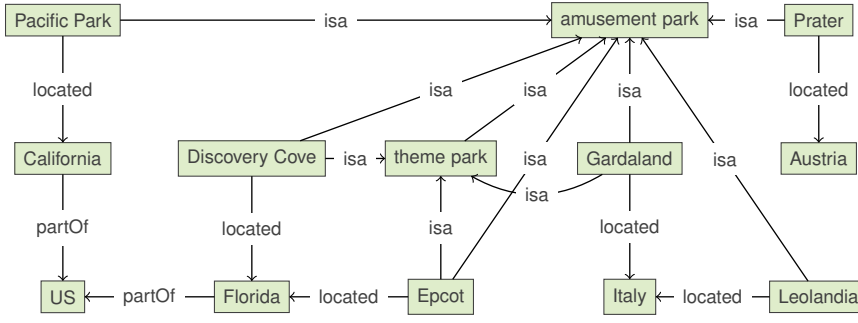 Pacific Park
isa
amusement park
isa
Prater
located
isa
isa
isa
located
California
Discovery Cove
isa
theme park
isa
Gardaland
isa
Austria
isa
partOf
located
isa
located
US
partOf
Florida
located
Epcot
Italy
located
Leolandia